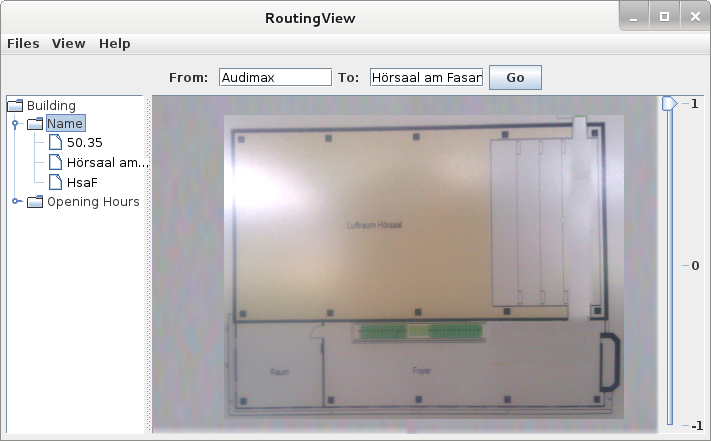 RoutingView
Files View Help
From: Audimax To: Hörsaal am Fasan Go
Building
Name
50.35
Hörsaal am...
HsaF
Opening Hours
Luftraum Hörsaal
Raum
Foyer
1
0
-1